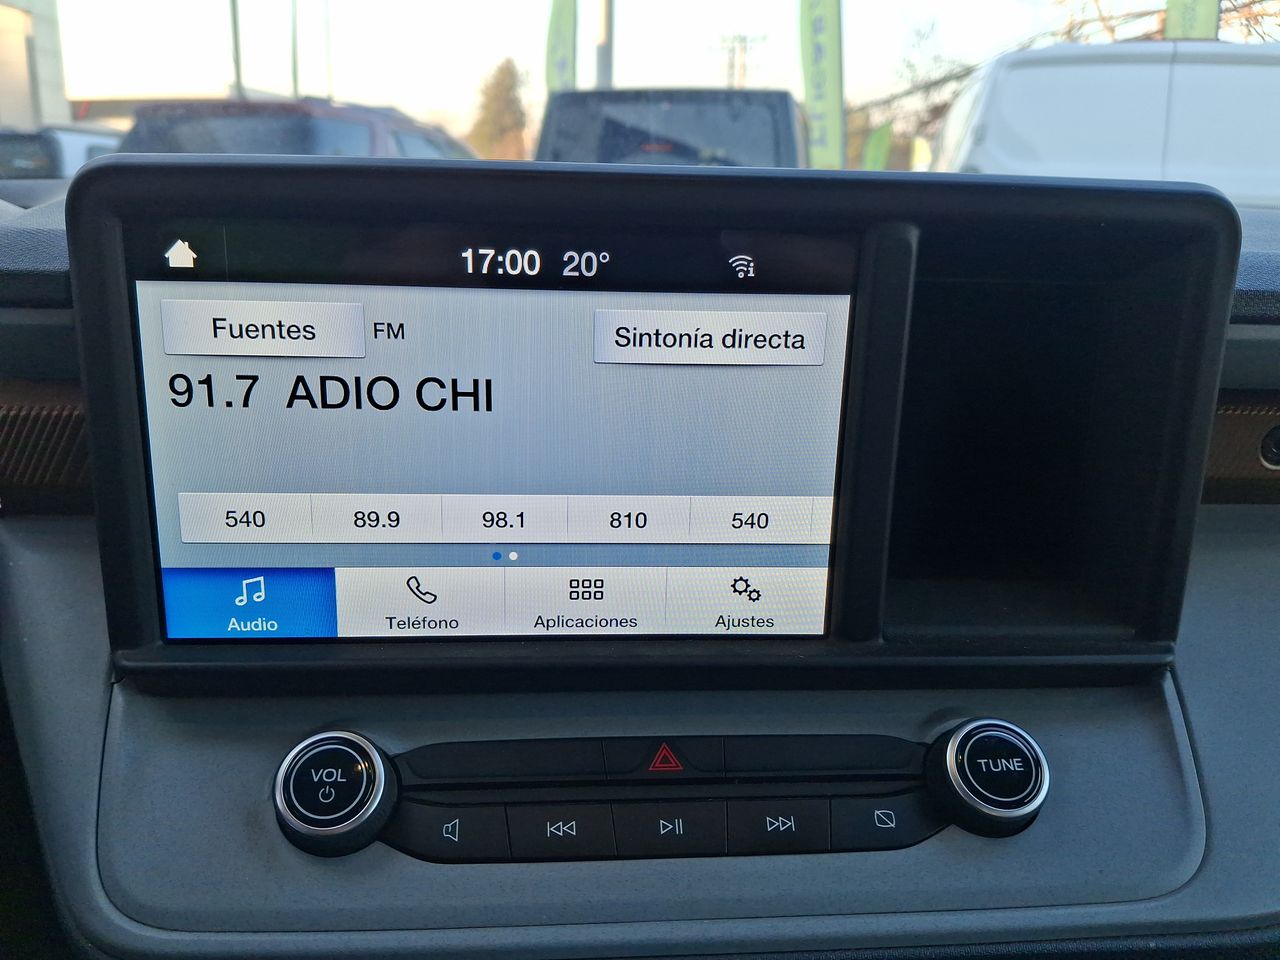 17:00 20°
Fuentes FM Sintonía directa
91.7 ADIO CHI
540 89.9 98.1 810 540
Audio Teléfono Aplicaciones Ajustes
VOL TUNE